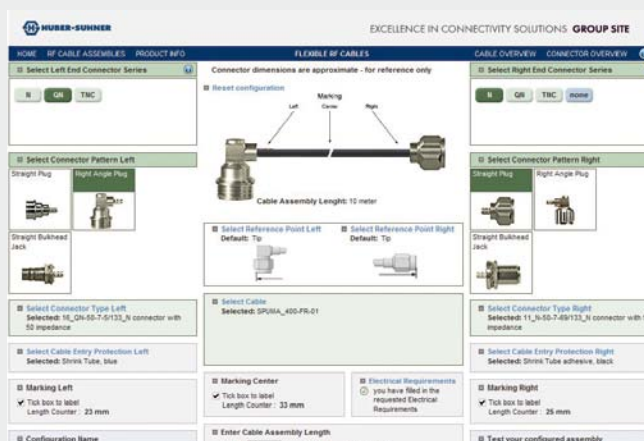 HUBER+SUHNER
EXCELLENCE IN CONNECTIVITY SOLUTIONS GROUP SITE
HOME RF CABLE ASSEMBLIES PRODUCT INFO
FLEXIBLE RF CABLES
CABLE OVERVIEW CONNECTOR OVERVIEW
Select Left End Connector Series
N QN TNC
Select Connector Pattern Left
Straight Plug
Right Angle Plug
Straight Bulkhead
Jack
Select Connector Type Left
Selected: 16_QN-50-7-5/133_N connector with
50 impedance
Select Cable Entry Protection Left
Selected: Shrink Tube, blue
Marking Left
Tick box to label
Length Counter : 23 mm
Configuration Name
Connector dimensions are approximate - for reference only
Reset configuration
Marking
Left Center Right
Cable Assembly Lenght: 10 meter
Select Reference Point Left
Default: Tip
Select Reference Point Right
Default: Tip
Select Cable
Selected: SPUMA_400-FR-01
Marking Center
Tick box to label
Length Counter : 33 mm
Electrical Requirements
you have filled in the
requested Electrical
Requirements
Enter Cable Assembly Length
Select Right End Connector Series
N QN TNC none
Select Connector Pattern Right
Straight Plug
Right Angle Plug
Straight Bulkhead
Jack
Select Connector Type Right
Selected: 11_N-50-7-89/133_N connector with
impedance
Select Cable Entry Protection Right
Selected: Shrink Tube adhesive, black
Marking Right
Tick box to label
Length Counter : 25 mm
Test your configured assembly